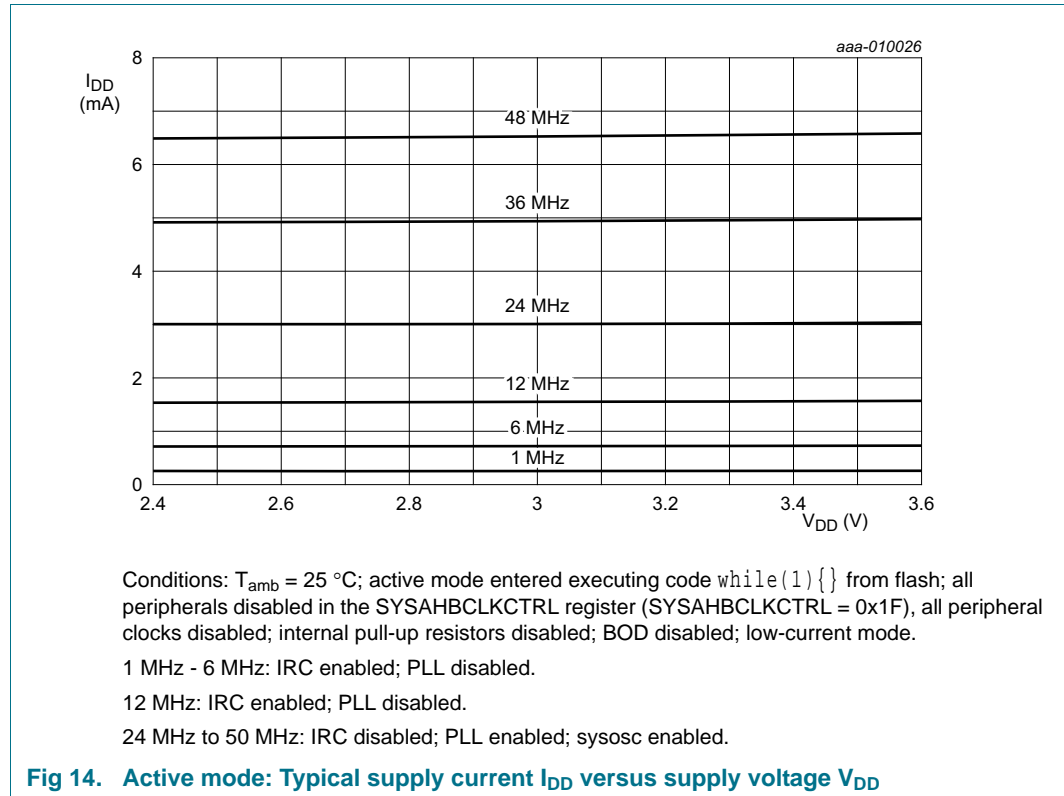 aaa-010026
8
I_DD
(mA)
48 MHz
6
36 MHz
4
24 MHz
2
12 MHz
6 MHz
1 MHz
0
2.4 2.6 2.8 3 3.2 3.4 3.6
V_DD (V)
Conditions: T_amb = 25 °C; active mode entered executing code while(1){} from flash; all
peripherals disabled in the SYSAHBCLKCTRL register (SYSAHBCLKCTRL = 0x1F), all peripheral
clocks disabled; internal pull-up resistors disabled; BOD disabled; low-current mode.
1 MHz - 6 MHz: IRC enabled; PLL disabled.
12 MHz: IRC enabled; PLL disabled.
24 MHz to 50 MHz: IRC disabled; PLL enabled; sysosc enabled.
Fig 14. Active mode: Typical supply current I_DD versus supply voltage V_DD